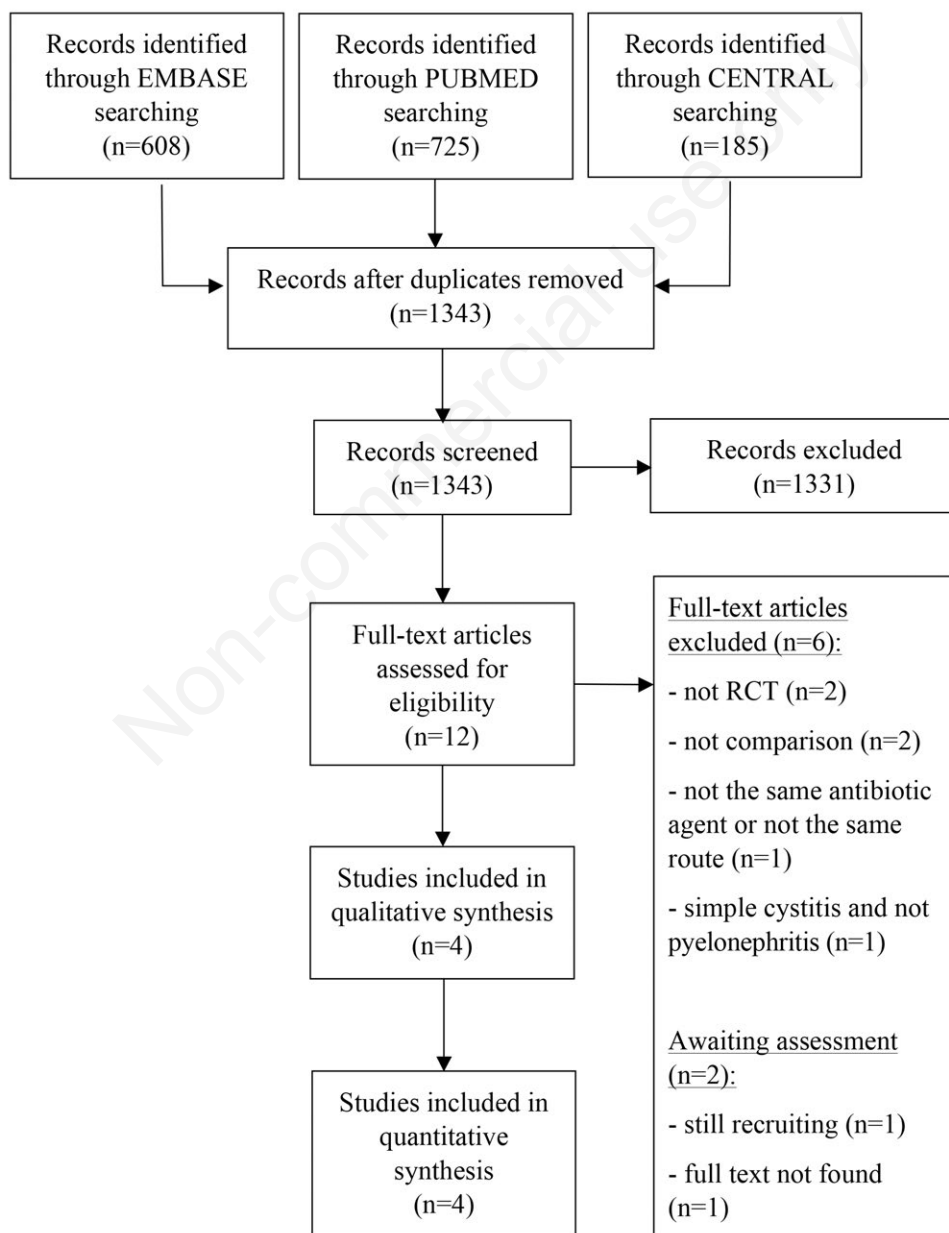 Records identified
through EMBASE
searching
(n=608)
Records identified
through PUBMED
searching
(n=725)
Records identified
through CENTRAL
searching
(n=185)
Records after duplicates removed
(n=1343)
Records screened
(n=1343)
Records excluded
(n=1331)
Full-text articles
assessed for
eligibility
(n=12)
Full-text articles
excluded (n=6):
- not RCT (n=2)
- not comparison (n=2)
- not the same antibiotic
agent or not the same
route (n=1)
- simple cystitis and not
pyelonephritis (n=1)
Awaiting assessment
(n=2):
- still recruiting (n=1)
- full text not found
(n=1)
Studies included in
qualitative synthesis
(n=4)
Studies included in
quantitative
synthesis
(n=4)
Non-commercial use only